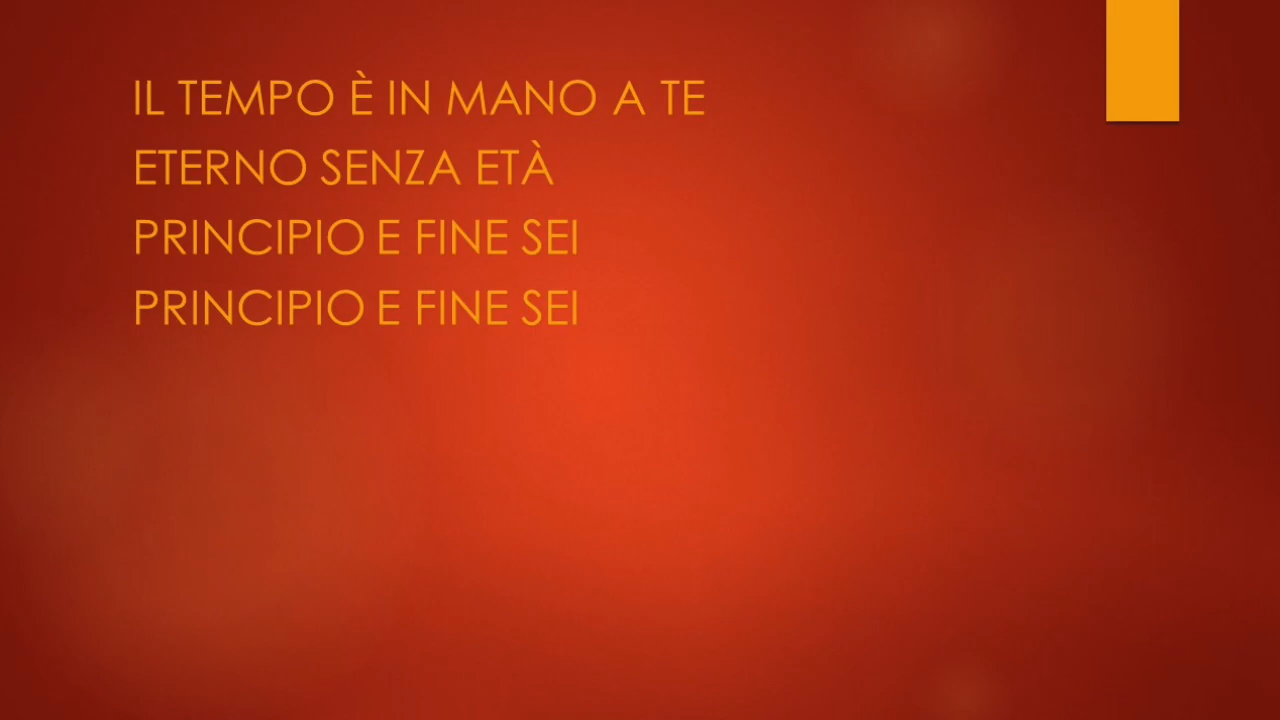 IL TEMPO È IN MANO A TE
ETERNO SENZA ETÀ
PRINCIPIO E FINE SEI
PRINCIPIO E FINE SEI